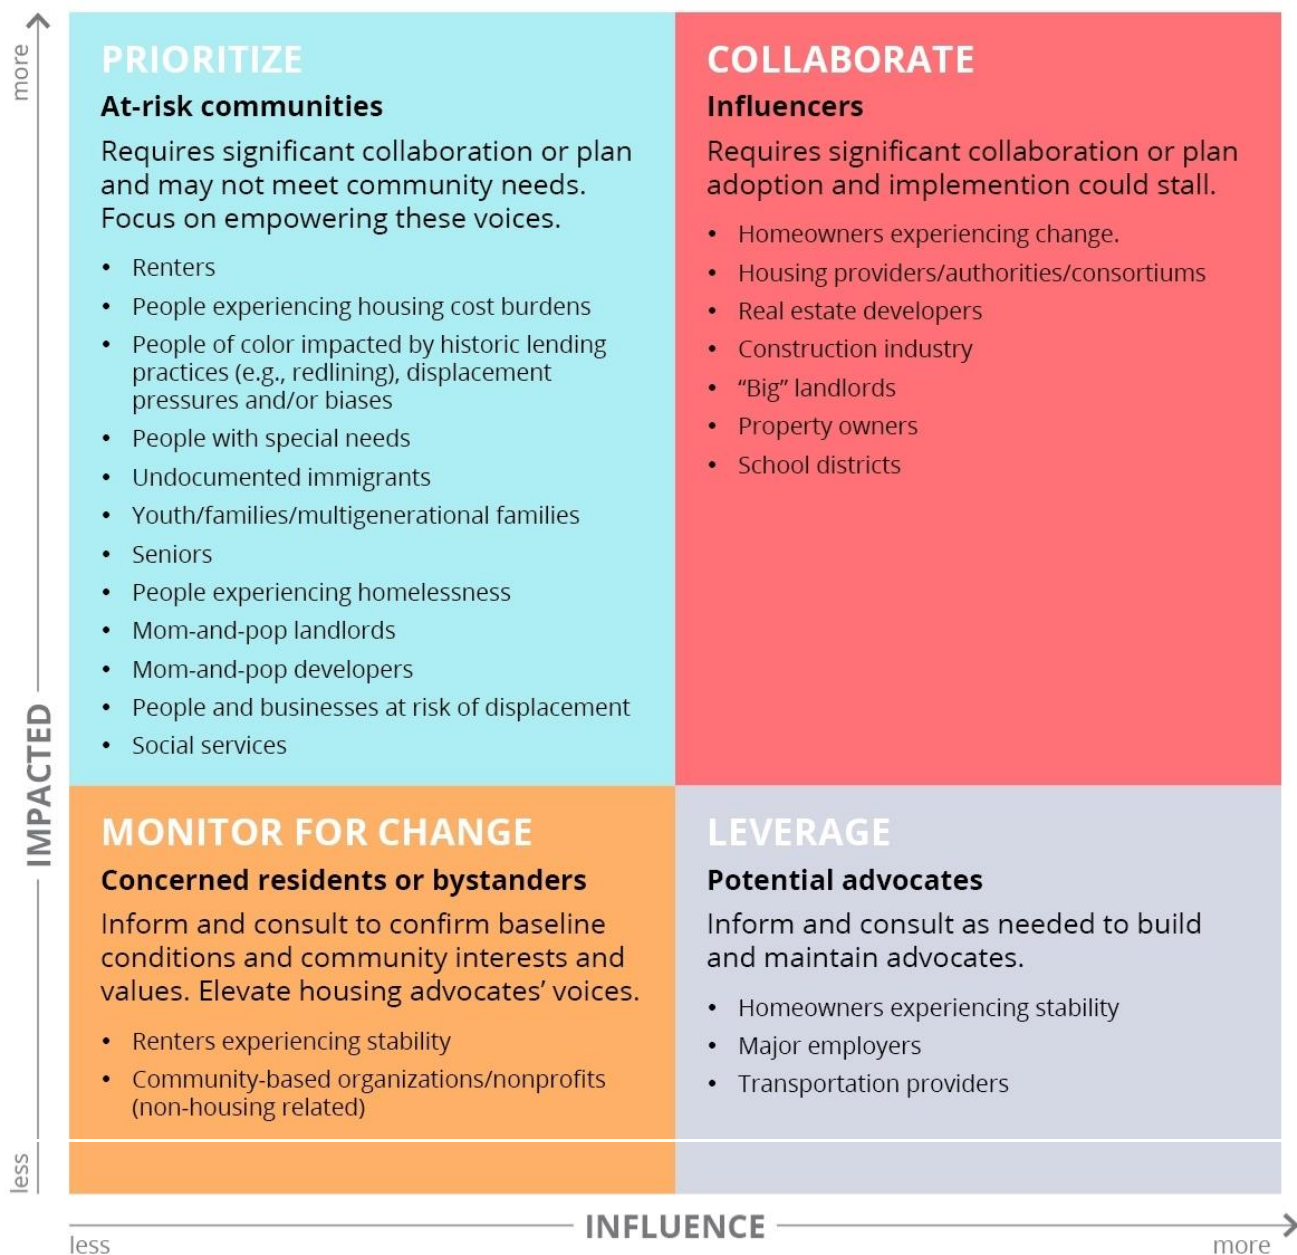 more
PRIORITIZE
At-risk communities
Requires significant collaboration or plan
and may not meet community needs.
Focus on empowering these voices.
• Renters
• People experiencing housing cost burdens
• People of color impacted by historic lending
practices (e.g., redlining), displacement
pressures and/or biases
• People with special needs
• Undocumented immigrants
• Youth/families/multigenerational families
• Seniors
• People experiencing homelessness
• Mom-and-pop landlords
• Mom-and-pop developers
• People and businesses at risk of displacement
• Social services
COLLABORATE
Influencers
Requires significant collaboration or plan
adoption and implemention could stall.
• Homeowners experiencing change.
• Housing providers/authorities/consortiums
• Real estate developers
• Construction industry
• “Big” landlords
• Property owners
• School districts
IMPACTED
MONITOR FOR CHANGE
Concerned residents or bystanders
Inform and consult to confirm baseline
conditions and community interests and
values. Elevate housing advocates’ voices.
• Renters experiencing stability
• Community-based organizations/nonprofits
(non-housing related)
LEVERAGE
Potential advocates
Inform and consult as needed to build
and maintain advocates.
• Homeowners experiencing stability
• Major employers
• Transportation providers
less
INFLUENCE
less
more